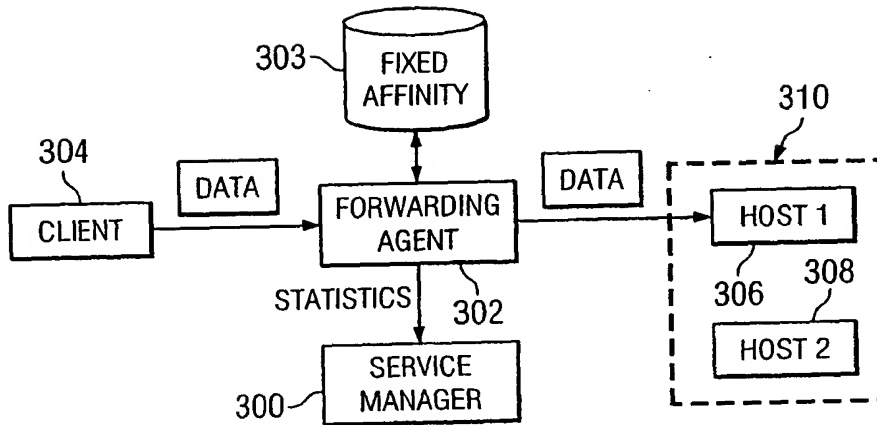 303
FIXED
AFFINITY
310
304
DATA
DATA
CLIENT
FORWARDING
AGENT
HOST 1
306
308
STATISTICS
302
HOST 2
300
SERVICE
MANAGER